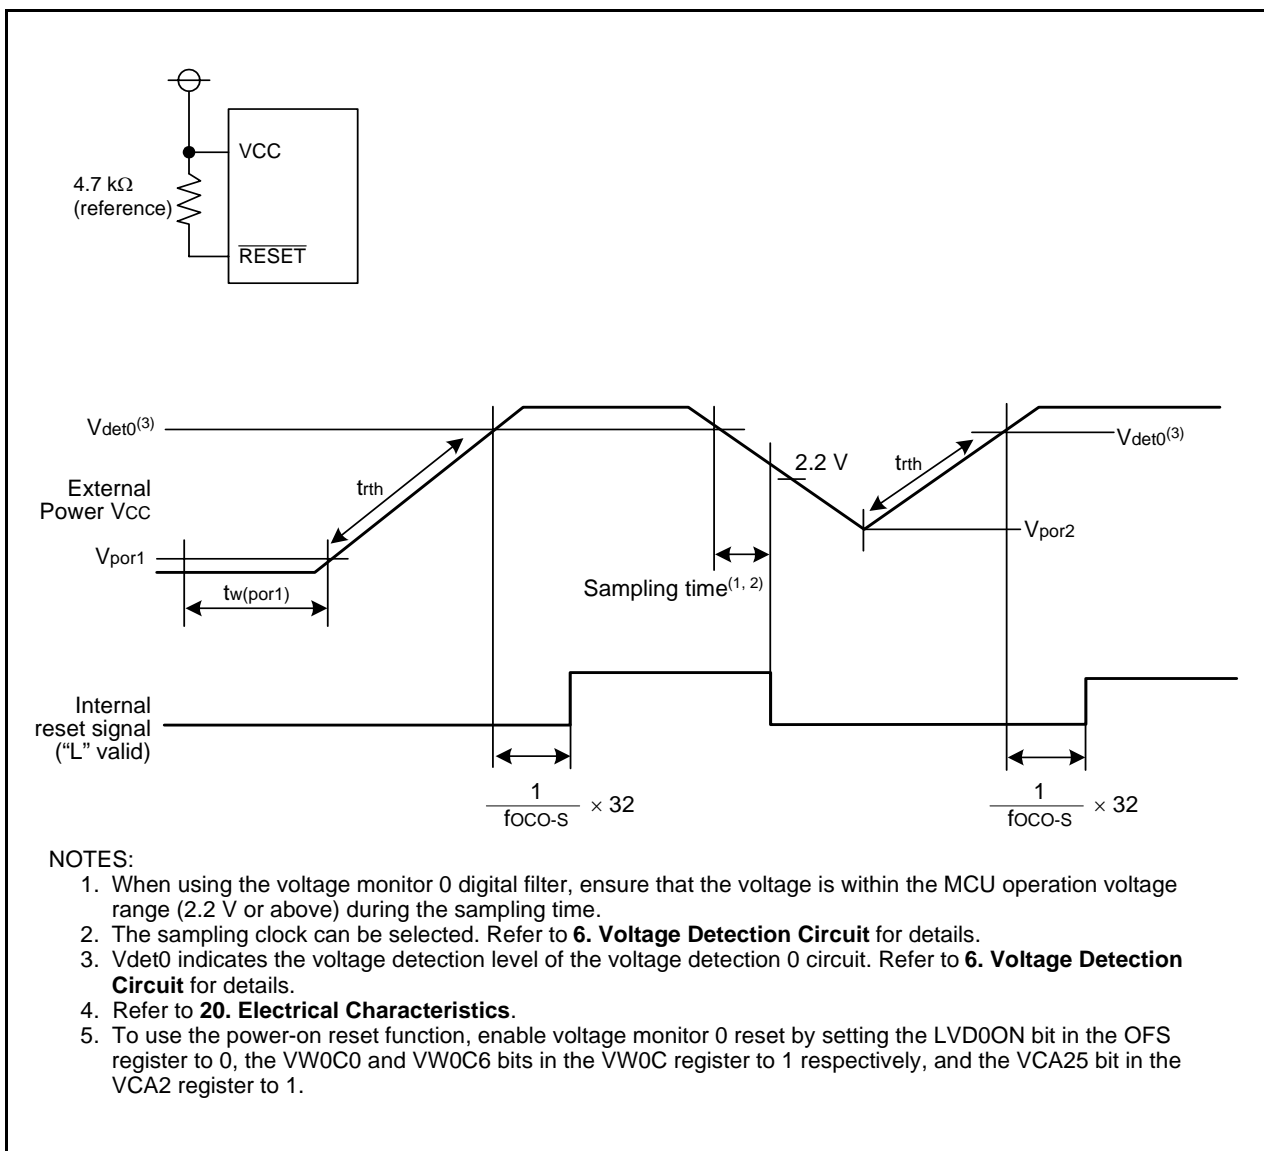 VCC
4.7 kΩ
(reference)
RESET
Vdet0(3)
2.2 V
trth
Vdet0(3)
External
Power VCC
trth
Vpor1
Vpor2
tw(por1)
Sampling time(1, 2)
Internal
reset signal
(“L” valid)
1
fOCO-S
× 32
1
fOCO-S
× 32
NOTES:
1. When using the voltage monitor 0 digital filter, ensure that the voltage is within the MCU operation voltage
range (2.2 V or above) during the sampling time.
2. The sampling clock can be selected. Refer to 6. Voltage Detection Circuit for details.
3. Vdet0 indicates the voltage detection level of the voltage detection 0 circuit. Refer to 6. Voltage Detection
Circuit for details.
4. Refer to 20. Electrical Characteristics.
5. To use the power-on reset function, enable voltage monitor 0 reset by setting the LVD0ON bit in the OFS
register to 0, the VW0C0 and VW0C6 bits in the VW0C register to 1 respectively, and the VCA25 bit in the
VCA2 register to 1.